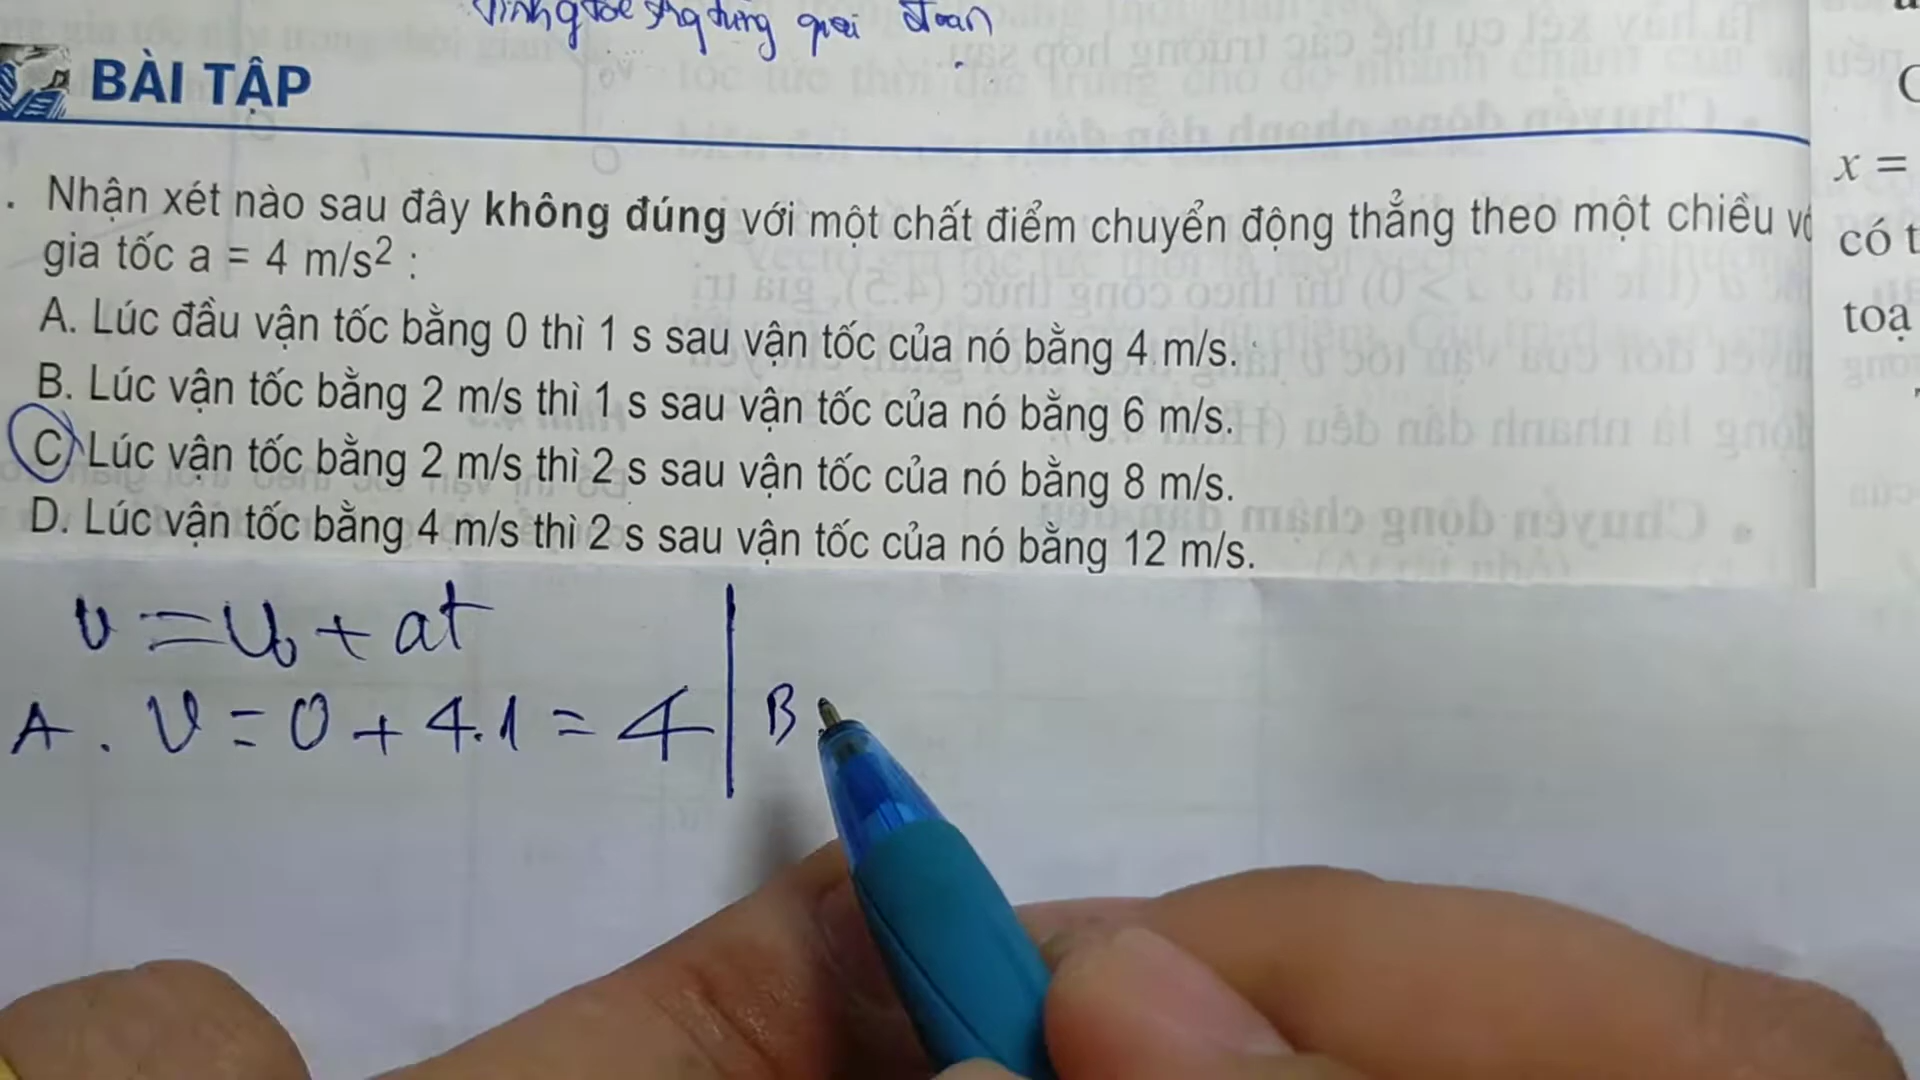 đoạn
BÀI TẬP
. Nhận xét nào sau đây không đúng với một chất điểm chuyển động thẳng theo một chiều
gia tốc a = 4 m/s2 :
A. Lúc đầu vận tốc bằng 0 thì 1 s sau vận tốc của nó bằng 4 m/s.
B. Lúc vận tốc bằng 2 m/s thì 1 s sau vận tốc của nó bằng 6 m/s.
C Lúc vận tốc bằng 2 m/s thì 2 s sau vận tốc của nó bằng 8 m/s.
D. Lúc vận tốc bằng 4 m/s thì 2 s sau vận tốc của nó bằng 12 m/s.
v = v0 + at
A. v = 0 + 4.1 = 4
B
x =
có t
toạ